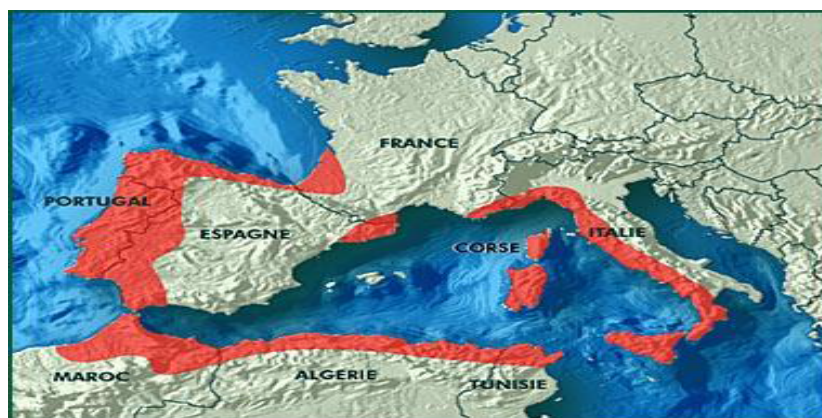 FRANCE
PORTUGAL
ESPAGNE
CORSE
ITALIE
MAROC
ALGERIE
TUNISIE